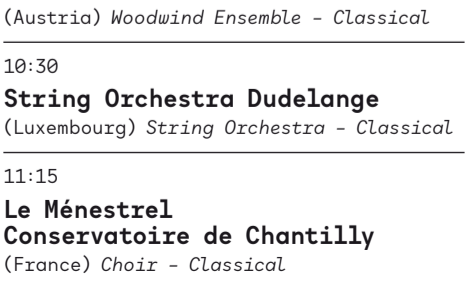 (Austria) Woodwind Ensemble – Classical
10:30
String Orchestra Dudelange
(Luxembourg) String Orchestra – Classical
11:15
Le Ménestrel
Conservatoire de Chantilly
(France) Choir – Classical